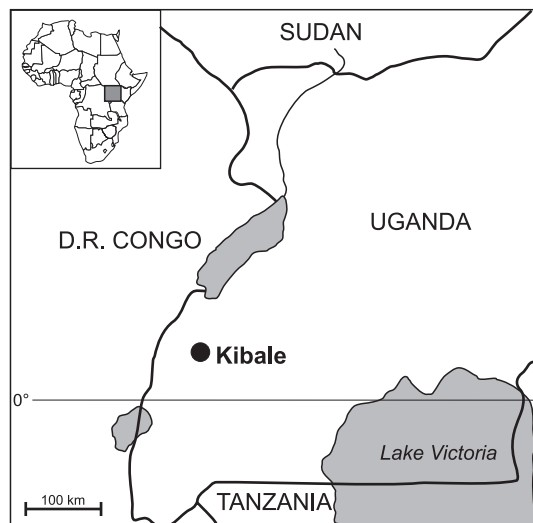 SUDAN
UGANDA
D.R. CONGO
Kibale
0°
Lake Victoria
100 km
TANZANIA